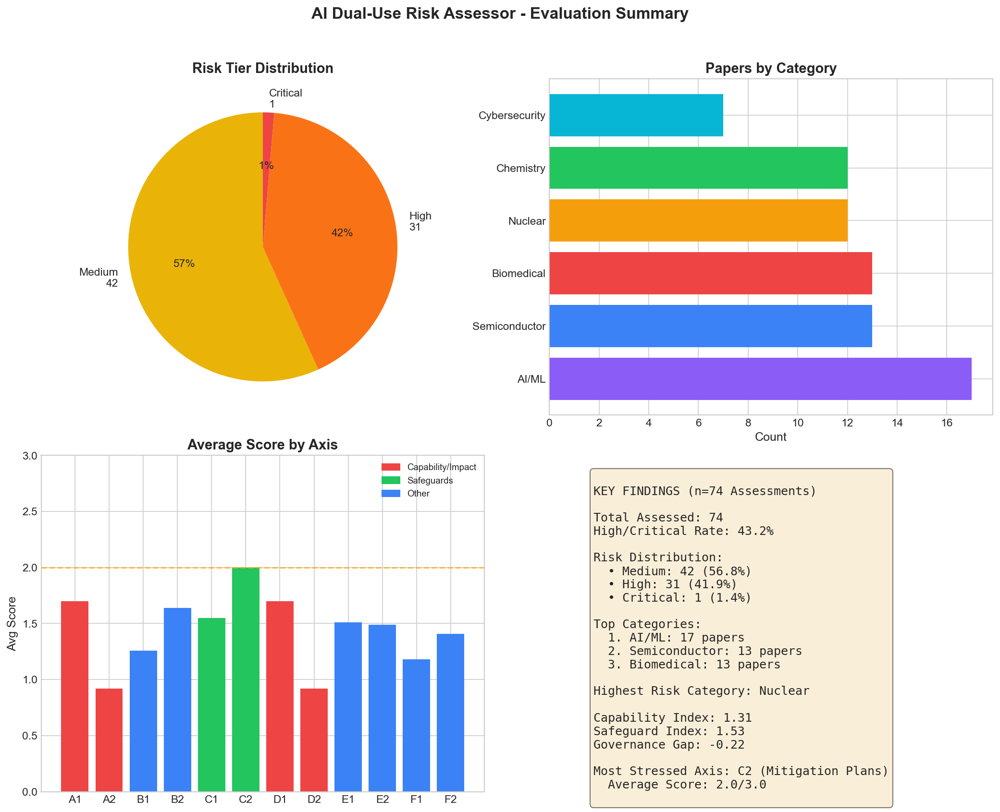 AI Dual-Use Risk Assessor - Evaluation Summary
Risk Tier Distribution
Critical
1
1%
High
31
42%
57%
Medium
42
Papers by Category
Cybersecurity
Chemistry
Nuclear
Biomedical
Semiconductor
AI/ML
0 2 4 6 8 10 12 14 16
Count
Average Score by Axis
3.0
2.5
2.0
1.5
1.0
0.5
0.0
Avg Score
Capability/Impact
Safeguards
Other
A1 A2 B1 B2 C1 C2 D1 D2 E1 E2 F1 F2
KEY FINDINGS (n=74 Assessments)
Total Assessed: 74
High/Critical Rate: 43.2%
Risk Distribution:
• Medium: 42 (56.8%)
• High: 31 (41.9%)
• Critical: 1 (1.4%)
Top Categories:
1. AI/ML: 17 papers
2. Semiconductor: 13 papers
3. Biomedical: 13 papers
Highest Risk Category: Nuclear
Capability Index: 1.31
Safeguard Index: 1.53
Governance Gap: -0.22
Most Stressed Axis: C2 (Mitigation Plans)
Average Score: 2.0/3.0